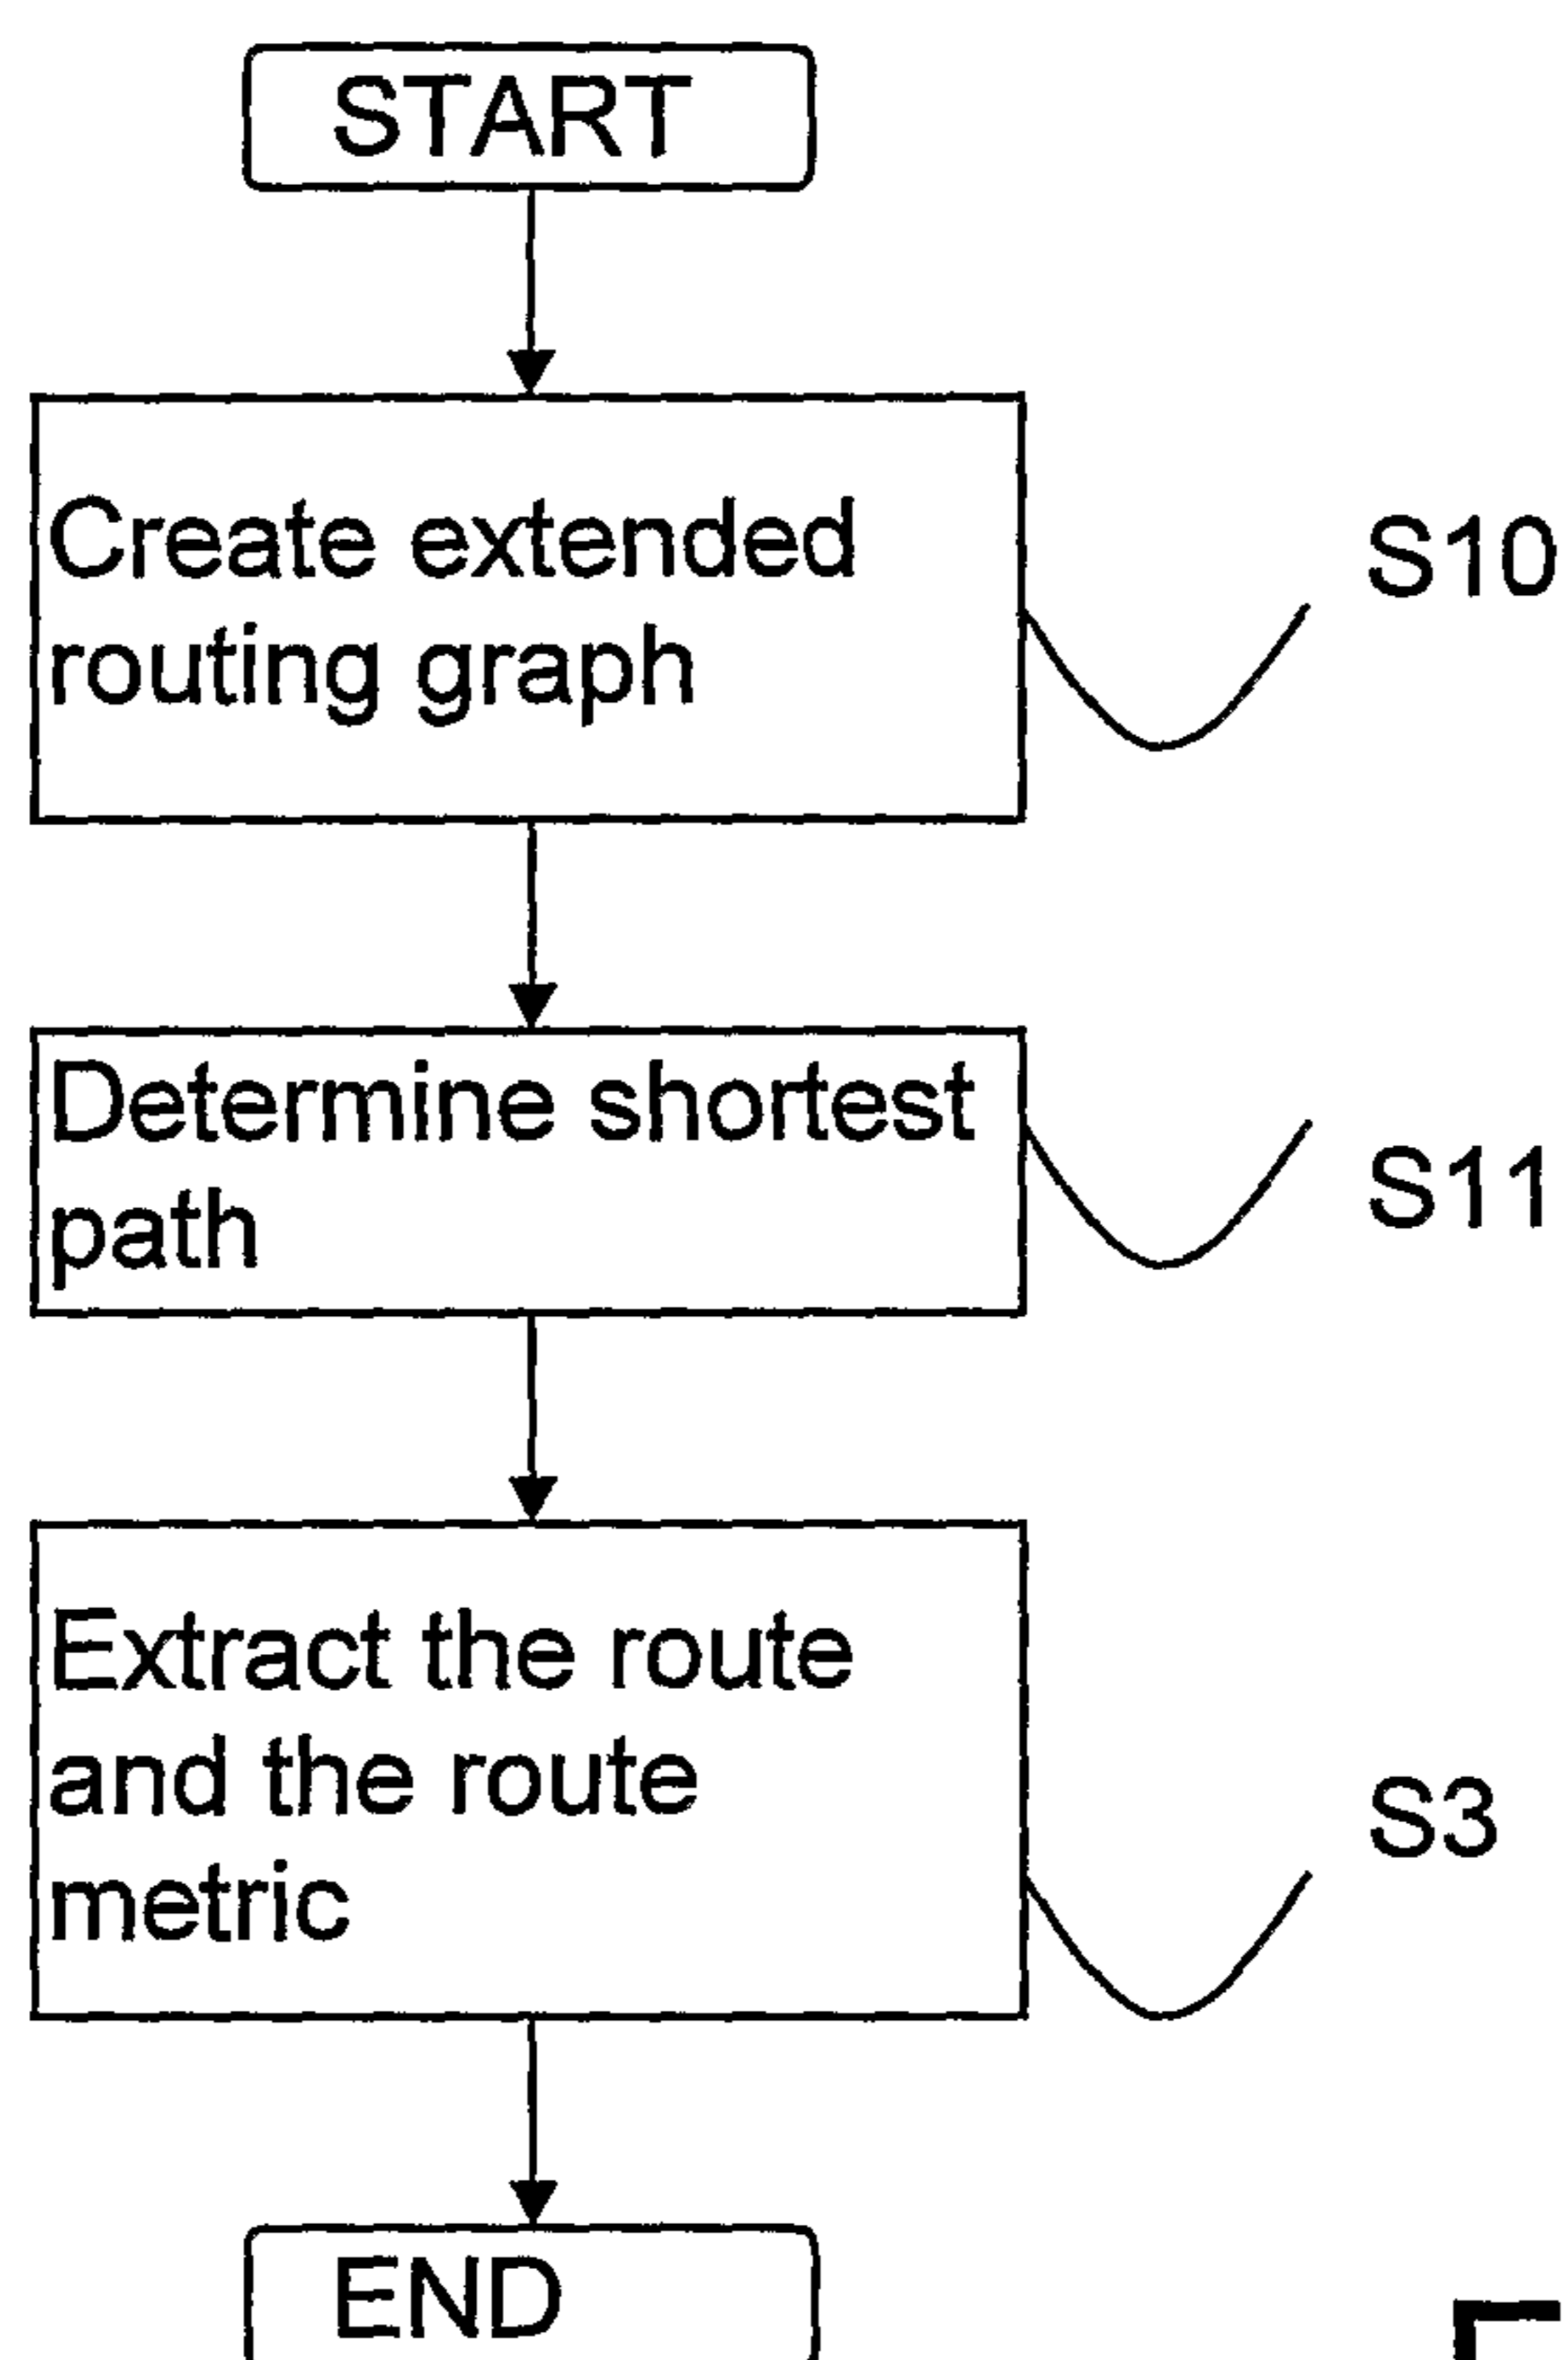 START
Create extended
routing graph
S10
Determine shortest
path
S11
Extract the route
and the route
metric
S3
END